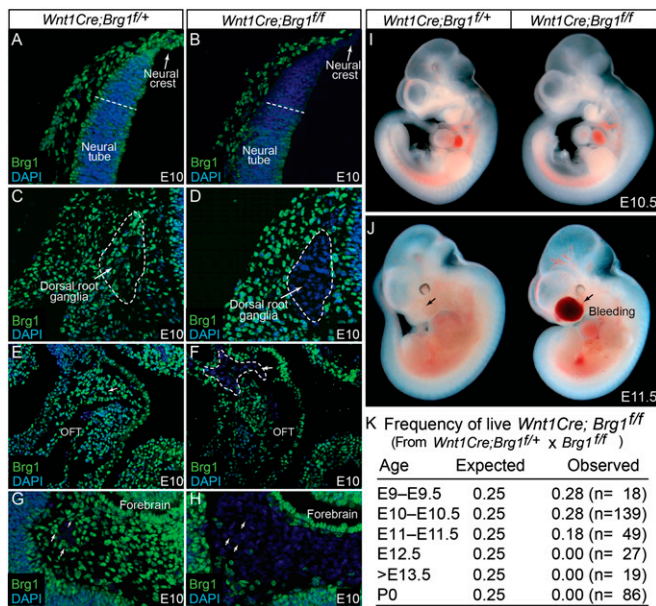 Wnt1Cre;Brg1f/+ Wnt1Cre;Brg1f/f Wnt1Cre;Brg1f/+ Wnt1Cre;Brg1f/f
A
Neural crest
Neural tube
Brg1
DAPI
E10
B
Neural crest
Neural tube
Brg1
DAPI
E10
C
Dorsal root ganglia
Brg1
DAPI
E10
D
Dorsal root ganglia
Brg1
DAPI
E10
E
OFT
Brg1
DAPI
E10
F
OFT
Brg1
DAPI
E10
G
Forebrain
Brg1
DAPI
E10
H
Forebrain
Brg1
DAPI
E10
I
E10.5
J
Bleeding
E11.5
K Frequency of live Wnt1Cre; Brg1f/f
(From Wnt1Cre;Brg1f/+ x Brg1f/f )
Age Expected Observed
E9–E9.5 0.25 0.28 (n= 18)
E10–E10.5 0.25 0.28 (n=139)
E11–E11.5 0.25 0.18 (n= 49)
E12.5 0.25 0.00 (n= 27)
>E13.5 0.25 0.00 (n= 19)
P0 0.25 0.00 (n= 86)